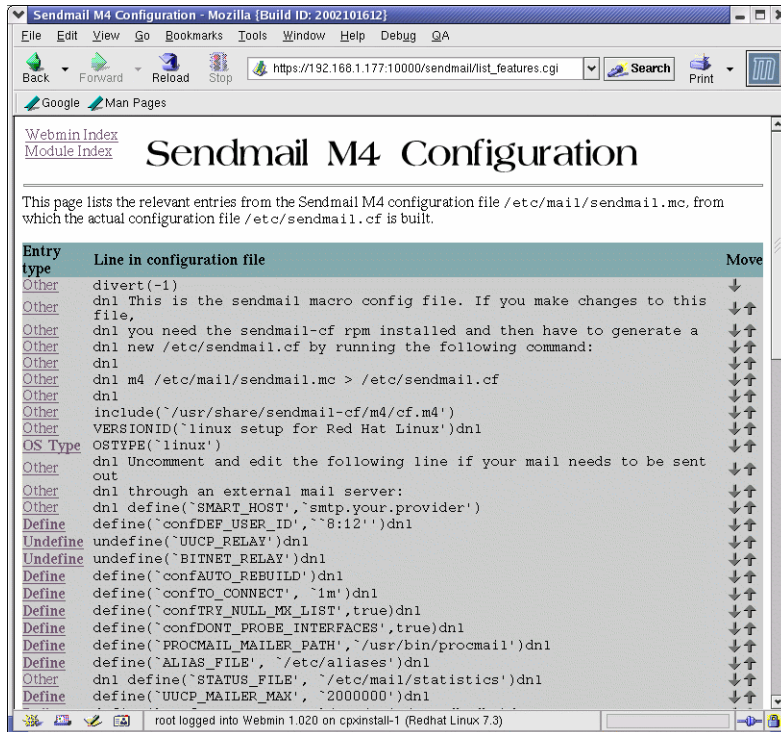 Sendmail M4 Configuration - Mozilla {Build ID: 2002101612}
File Edit View Go Bookmarks Tools Window Help Debug QA
Back Forward Reload Stop https://192.168.1.177:10000/sendmail/list_features.cgi Search Print
Google Man Pages
Webmin Index
Module Index
Sendmail M4 Configuration
This page lists the relevant entries from the Sendmail M4 configuration file /etc/mail/sendmail.mc, from
which the actual configuration file /etc/sendmail.cf is built.
Entry type Line in configuration file Move
Other divert(-1)
Other dnl This is the sendmail macro config file. If you make changes to this
file,
Other dnl you need the sendmail-cf rpm installed and then have to generate a
Other dnl new /etc/sendmail.cf by running the following command:
Other dnl
Other dnl m4 /etc/mail/sendmail.mc > /etc/sendmail.cf
Other dnl
Other include(`/usr/share/sendmail-cf/m4/cf.m4')
Other VERSIONID(`linux setup for Red Hat Linux')dnl
OS Type OSTYPE(`linux')
Other dnl Uncomment and edit the following line if your mail needs to be sent
out
Other dnl through an external mail server:
Other dnl define(`SMART_HOST',`smtp.your.provider')
Define define(`confDEF_USER_ID',``8:12'')dnl
Undefine undefine(`UUCP_RELAY')dnl
Undefine undefine(`BITNET_RELAY')dnl
Define define(`confAUTO_REBUILD')dnl
Define define(`confTO_CONNECT', `1m')dnl
Define define(`confTRY_NULL_MX_LIST',true)dnl
Define define(`confDONT_PROBE_INTERFACES',true)dnl
Define define(`PROCMAIL_MAILER_PATH',`/usr/bin/procmail')dnl
Define define(`ALIAS_FILE', `/etc/aliases')dnl
Other dnl define(`STATUS_FILE', `/etc/mail/statistics')dnl
Define define(`UUCP_MAILER_MAX', `2000000')dnl
root logged into Webmin 1.020 on cpxinstall-1 (Redhat Linux 7.3)